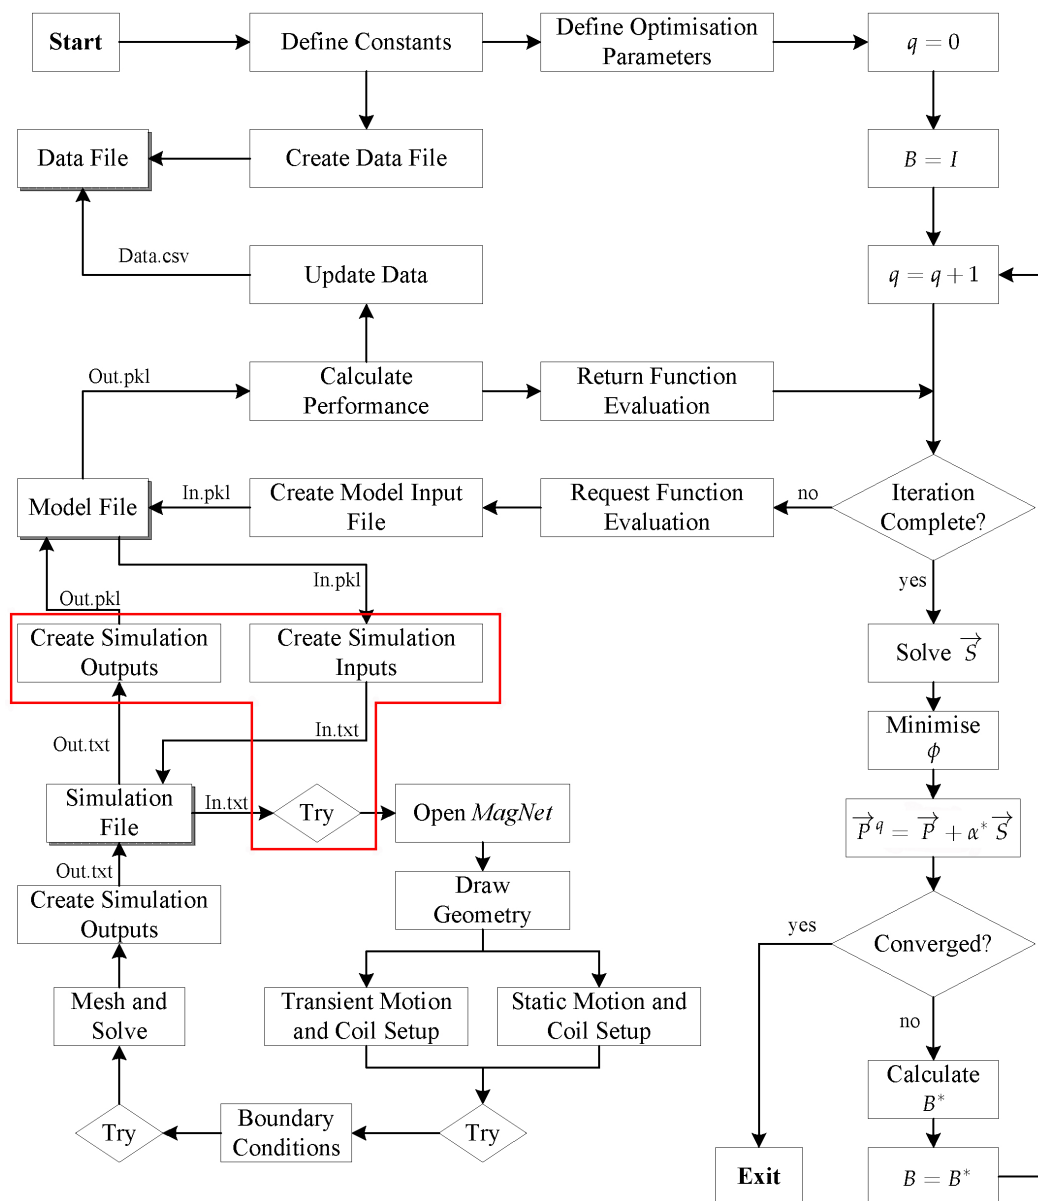 Start
Define Constants
Define Optimisation
Parameters
q = 0
Data File
Create Data File
B = I
Data.csv
Update Data
q = q + 1
Out.pkl
Calculate
Performance
Return Function
Evaluation
Model File
In.pkl
Create Model Input
File
Request Function
Evaluation
no
Iteration
Complete?
yes
In.pkl
Out.pkl
Create Simulation
Outputs
Create Simulation
Inputs
Solve $\overrightarrow{S}$
Minimise
ϕ
In.txt
Out.txt
Simulation
File
In.txt
Try
Open MagNet
$\overrightarrow{P}^q = \overrightarrow{P} + α^* \overrightarrow{S}$
Out.txt
Create Simulation
Outputs
Draw
Geometry
yes
Converged?
Mesh and
Solve
Transient Motion
and Coil Setup
Static Motion and
Coil Setup
no
Calculate
B*
Try
Boundary
Conditions
Try
Exit
B = B*